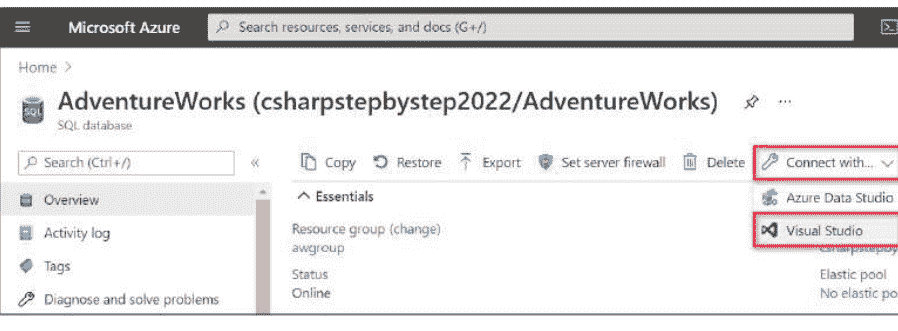 Microsoft Azure
Search resources, services, and docs (G+/)
Home >
AdventureWorks (csharpstepbystep2022/AdventureWorks)
SQL database
SQL
Search (Ctrl+/)
«
Copy
Restore
Export
Set server firewall
Delete
Connect with...
Overview
Activity log
Tags
Diagnose and solve problems
Essentials
Resource group (change)
awgroup
Status
Online
Azure Data Studio
Visual Studio
csharpstepby
Elastic pool
No elastic po